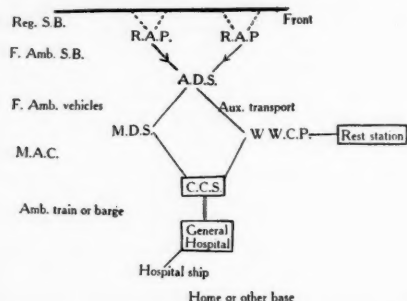 Reg. S.B.
Front
R.A.P.
R.A.P
F. Amb. S.B.
A.D.S.
F. Amb. vehicles
Aux. transport
M.D.S.
W W.C.P.
Rest station
M.A.C.
C.C.S.
Amb. train or barge
General
Hospital
Hospital ship
Home or other base